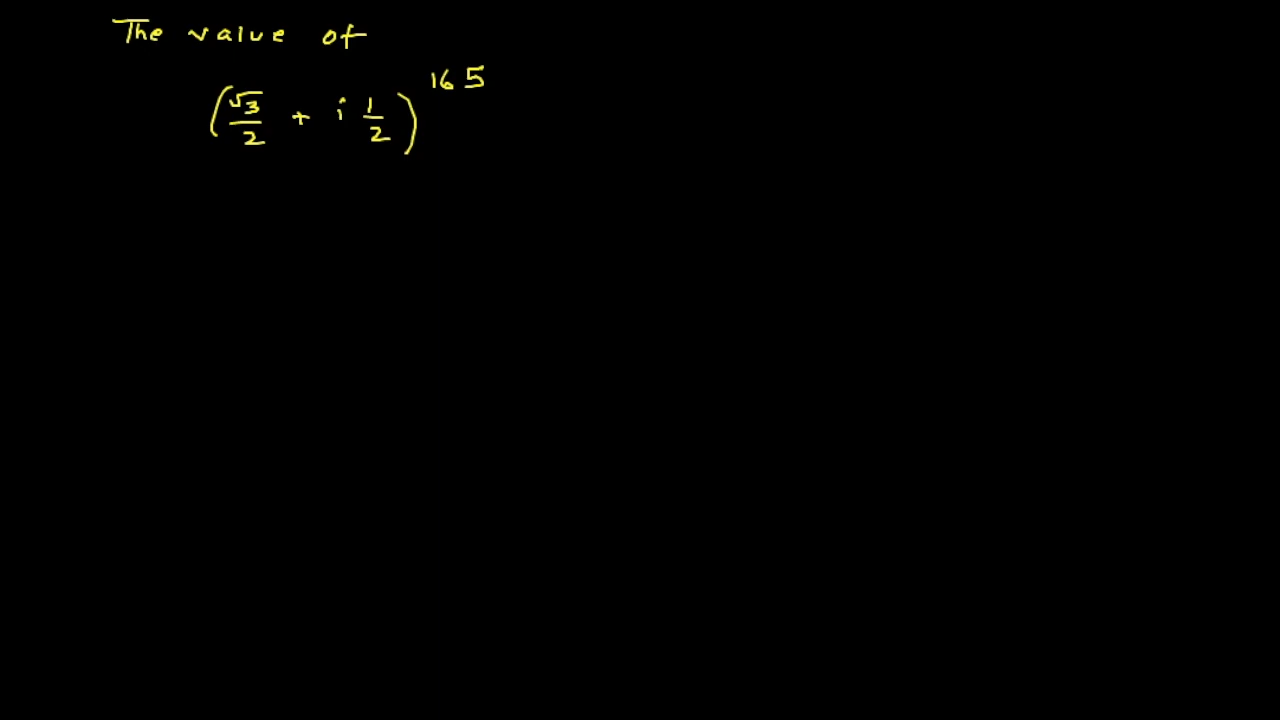 The value of
(√3/2 + i 1/2)^165